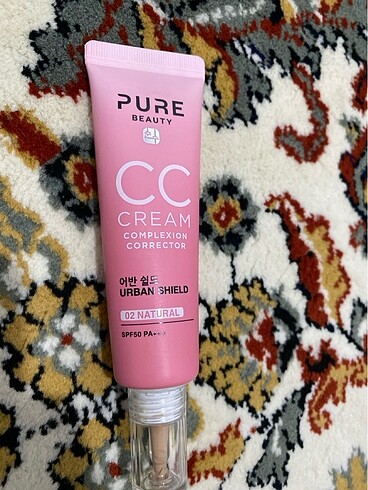 PURE
BEAUTY
CC
CREAM
COMPLEXION
CORRECTOR
어반 쉴드
URBAN SHIELD
02 NATURAL
SPF50 PA+++